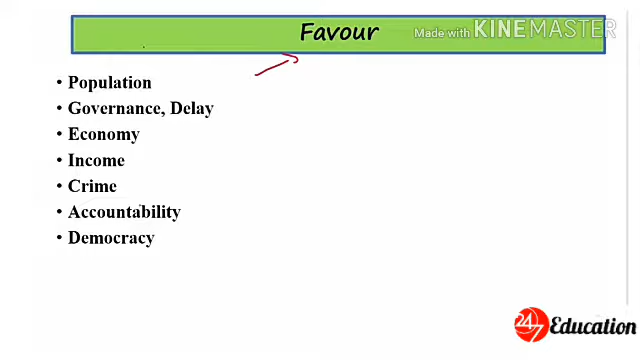 Favour
Made with KINEMASTER
• Population
• Governance, Delay
• Economy
• Income
• Crime
• Accountability
• Democracy
24/7 Education